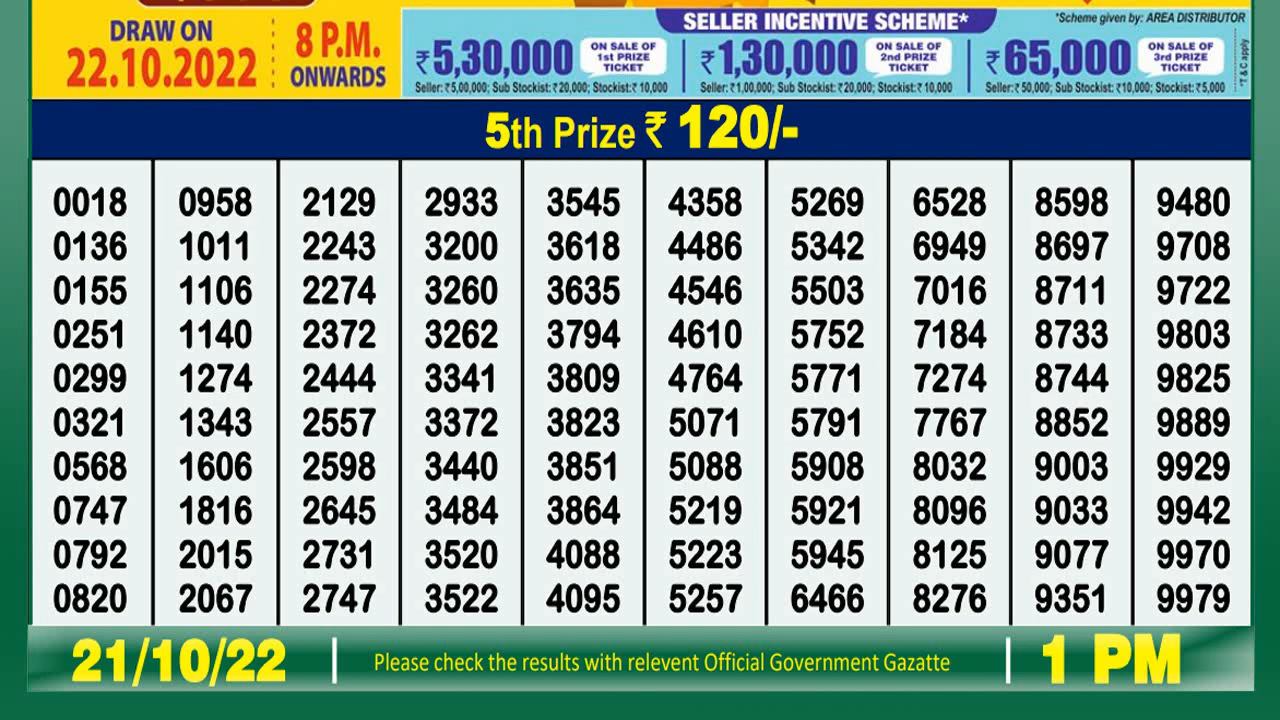 DRAW ON
22.10.2022
8 P.M.
ONWARDS
SELLER INCENTIVE SCHEME*
*Scheme given by: AREA DISTRIBUTOR
₹5,30,000 ON SALE OF 1st PRIZE TICKET
Seller:₹5,00,000; Sub Stockist:₹20,000; Stockist:₹10,000
₹1,30,000 ON SALE OF 2nd PRIZE TICKET
Seller:₹1,00,000; Sub Stockist:₹20,000; Stockist:₹10,000
₹65,000 ON SALE OF 3rd PRIZE TICKET
Seller:₹50,000; Sub Stockist:₹10,000; Stockist:₹5,000
*T & C apply
5th Prize ₹ 120/-
0018 0958 2129 2933 3545 4358 5269 6528 8598 9480
0136 1011 2243 3200 3618 4486 5342 6949 8697 9708
0155 1106 2274 3260 3635 4546 5503 7016 8711 9722
0251 1140 2372 3262 3794 4610 5752 7184 8733 9803
0299 1274 2444 3341 3809 4764 5771 7274 8744 9825
0321 1343 2557 3372 3823 5071 5791 7767 8852 9889
0568 1606 2598 3440 3851 5088 5908 8032 9003 9929
0747 1816 2645 3484 3864 5219 5921 8096 9033 9942
0792 2015 2731 3520 4088 5223 5945 8125 9077 9970
0820 2067 2747 3522 4095 5257 6466 8276 9351 9979
21/10/22 Please check the results with relevent Official Government Gazatte 1 PM